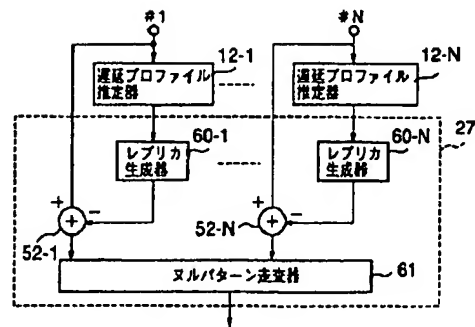 #1
#N
12-1
12-N
遅延プロファイル
推定器
遅延プロファイル
推定器
27
60-1
60-N
レプリカ
生成器
レプリカ
生成器
+
−
+
−
+
+
52-1
52-N
ヌルパターン走査器
61